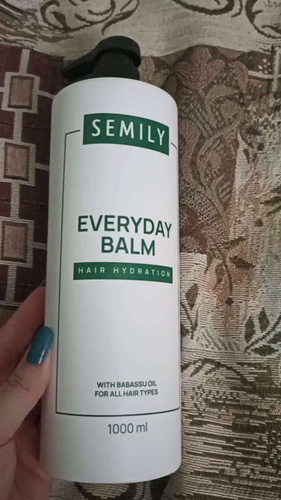 SEMILY
EVERYDAY
BALM
HAIR HYDRATION
WITH BABASSU OIL
FOR ALL HAIR TYPES
1000 ml